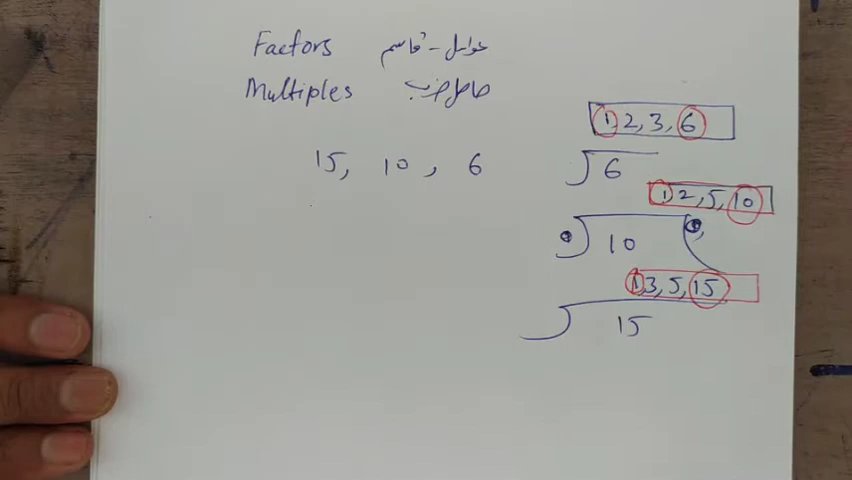 Factors عوامل - قاسم
Multiples حاصل ضرب
1, 2, 3, 6
15, 10, 6
6
1, 2, 5, 10
10
1, 3, 5, 15
15